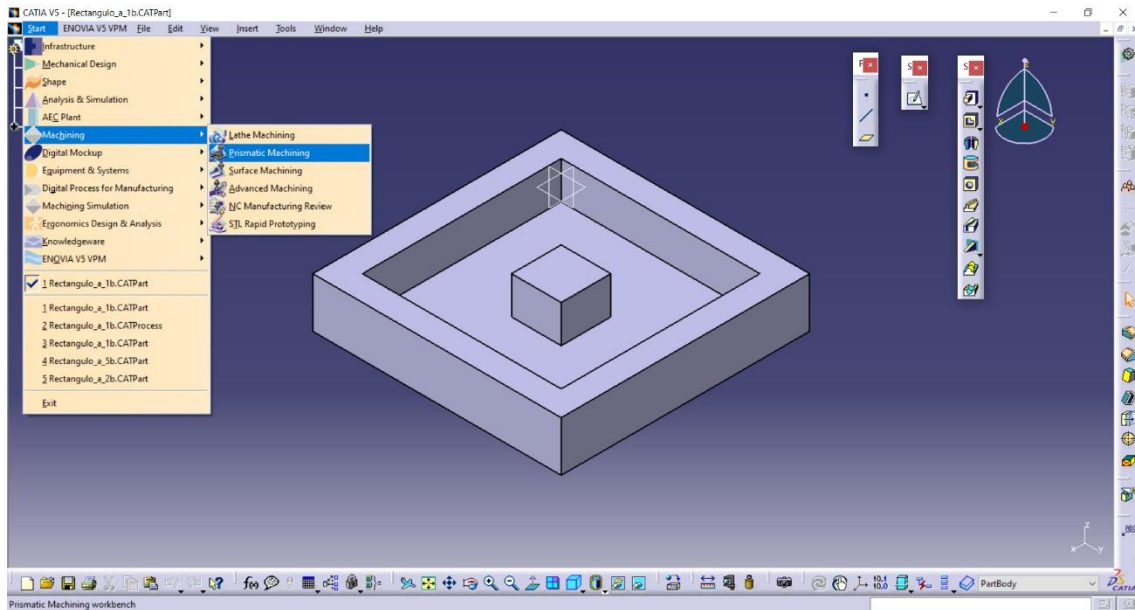 CATIA V5 - [Rectangulo_a_1b.CATPart]
Start ENOVIA V5 VPM File Edit View Insert Tools Window Help
Infrastructure
Mechanical Design
Shape
Analysis & Simulation
AEC Plant
Machining
Digital Mockup
Equipment & Systems
Digital Process for Manufacturing
Machining Simulation
Ergonomics Design & Analysis
Knowledgeware
ENOVIA V5 VPM
1 Rectangulo_a_1b.CATPart
1 Rectangulo_a_1b.CATPart
2 Rectangulo_a_1b.CATProcess
3 Rectangulo_a_1b.CATPart
4 Rectangulo_a_5b.CATPart
5 Rectangulo_a_2b.CATPart
Exit
Lathe Machining
Prismatic Machining
Surface Machining
Advanced Machining
NC Manufacturing Review
STL Rapid Prototyping
z
x y
PartBody
CATIA
Prismatic Machining workbench